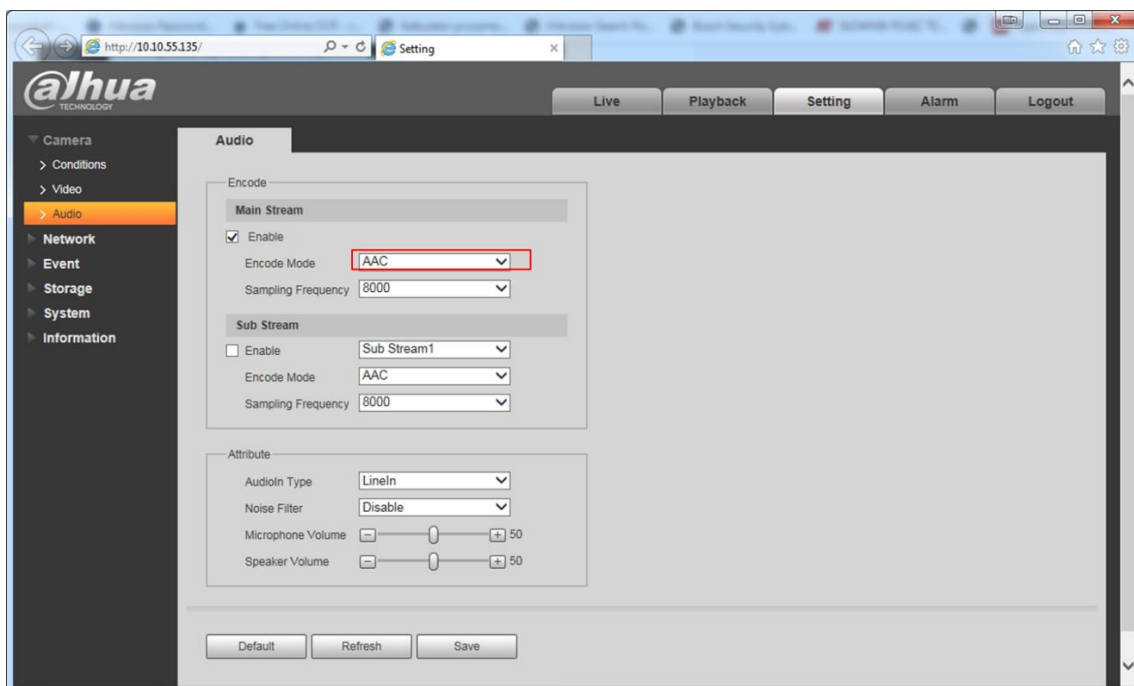 http://10.10.55.135/
Setting
alhua
TECHNOLOGY
Live Playback Setting Alarm Logout
Camera
Conditions
Video
Audio
Network
Event
Storage
System
Information
Audio
Encode
Main Stream
Enable
Encode Mode AAC
Sampling Frequency 8000
Sub Stream
Enable Sub Stream1
Encode Mode AAC
Sampling Frequency 8000
Attribute
AudioIn Type LineIn
Noise Filter Disable
Microphone Volume 50
Speaker Volume 50
Default Refresh Save